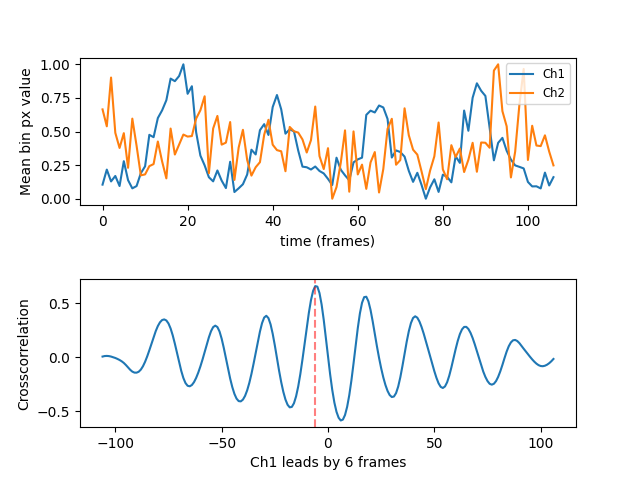 Mean bin px value
1.00
0.75
0.50
0.25
0.00
Ch1
Ch2
0 20 40 60 80 100
time (frames)
Crosscorrelation
0.5
0.0
−0.5
−100 −50 0 50 100
Ch1 leads by 6 frames